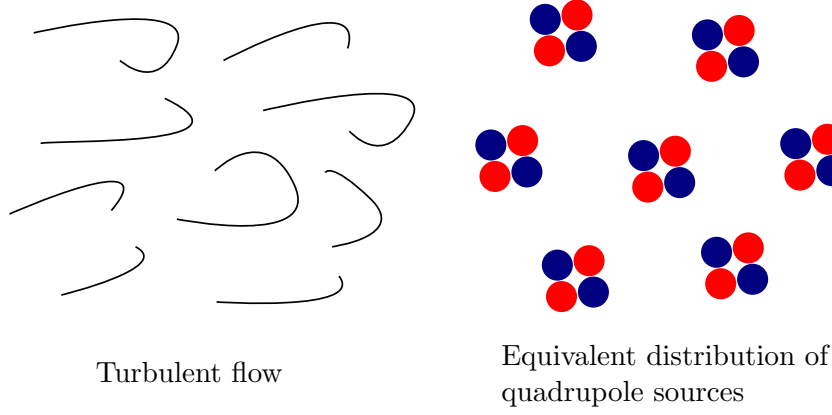 Turbulent flow
Equivalent distribution of
quadrupole sources